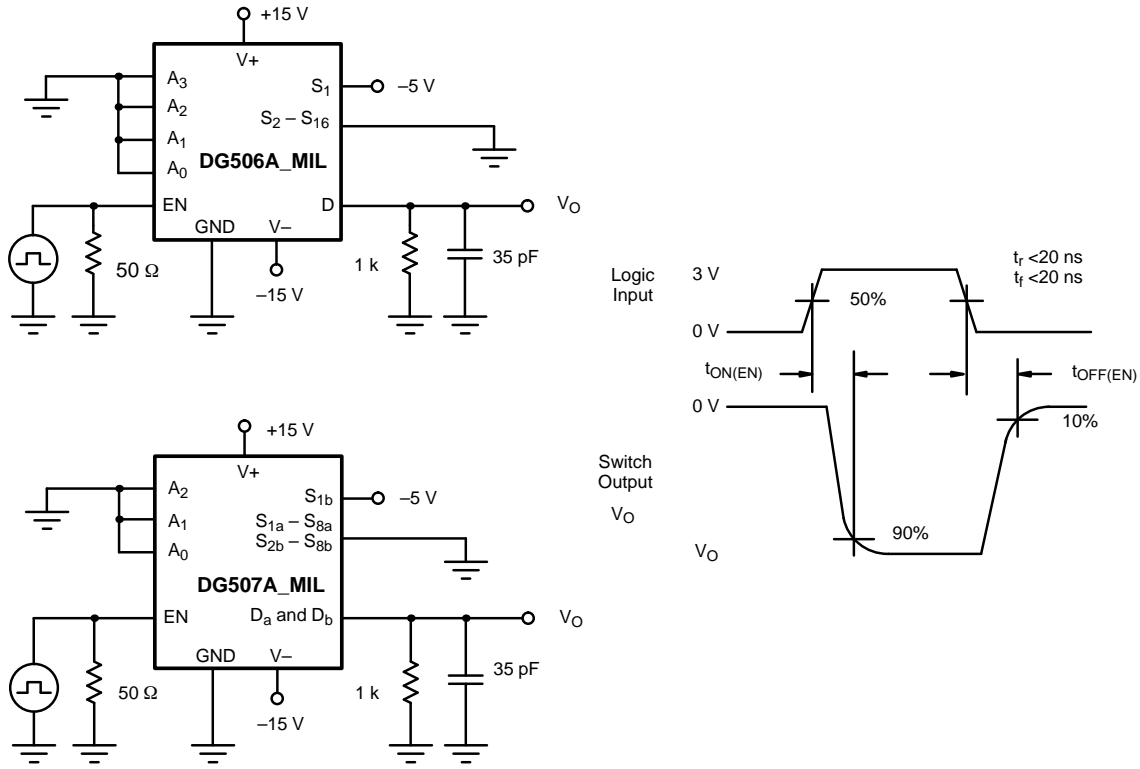 +15 V
V+
A3
A2
A1
A0
S1
–5 V
S2 – S16
DG506A_MIL
EN
D
VO
GND
V–
50 Ω
–15 V
1 k
35 pF
+15 V
V+
A2
A1
A0
S1b
–5 V
S1a – S8a
S2b – S8b
DG507A_MIL
EN
Da and Db
VO
GND
V–
50 Ω
–15 V
1 k
35 pF
Logic
Input
3 V
50%
tr <20 ns
tf <20 ns
0 V
tON(EN)
tOFF(EN)
0 V
10%
Switch
Output
VO
90%
VO